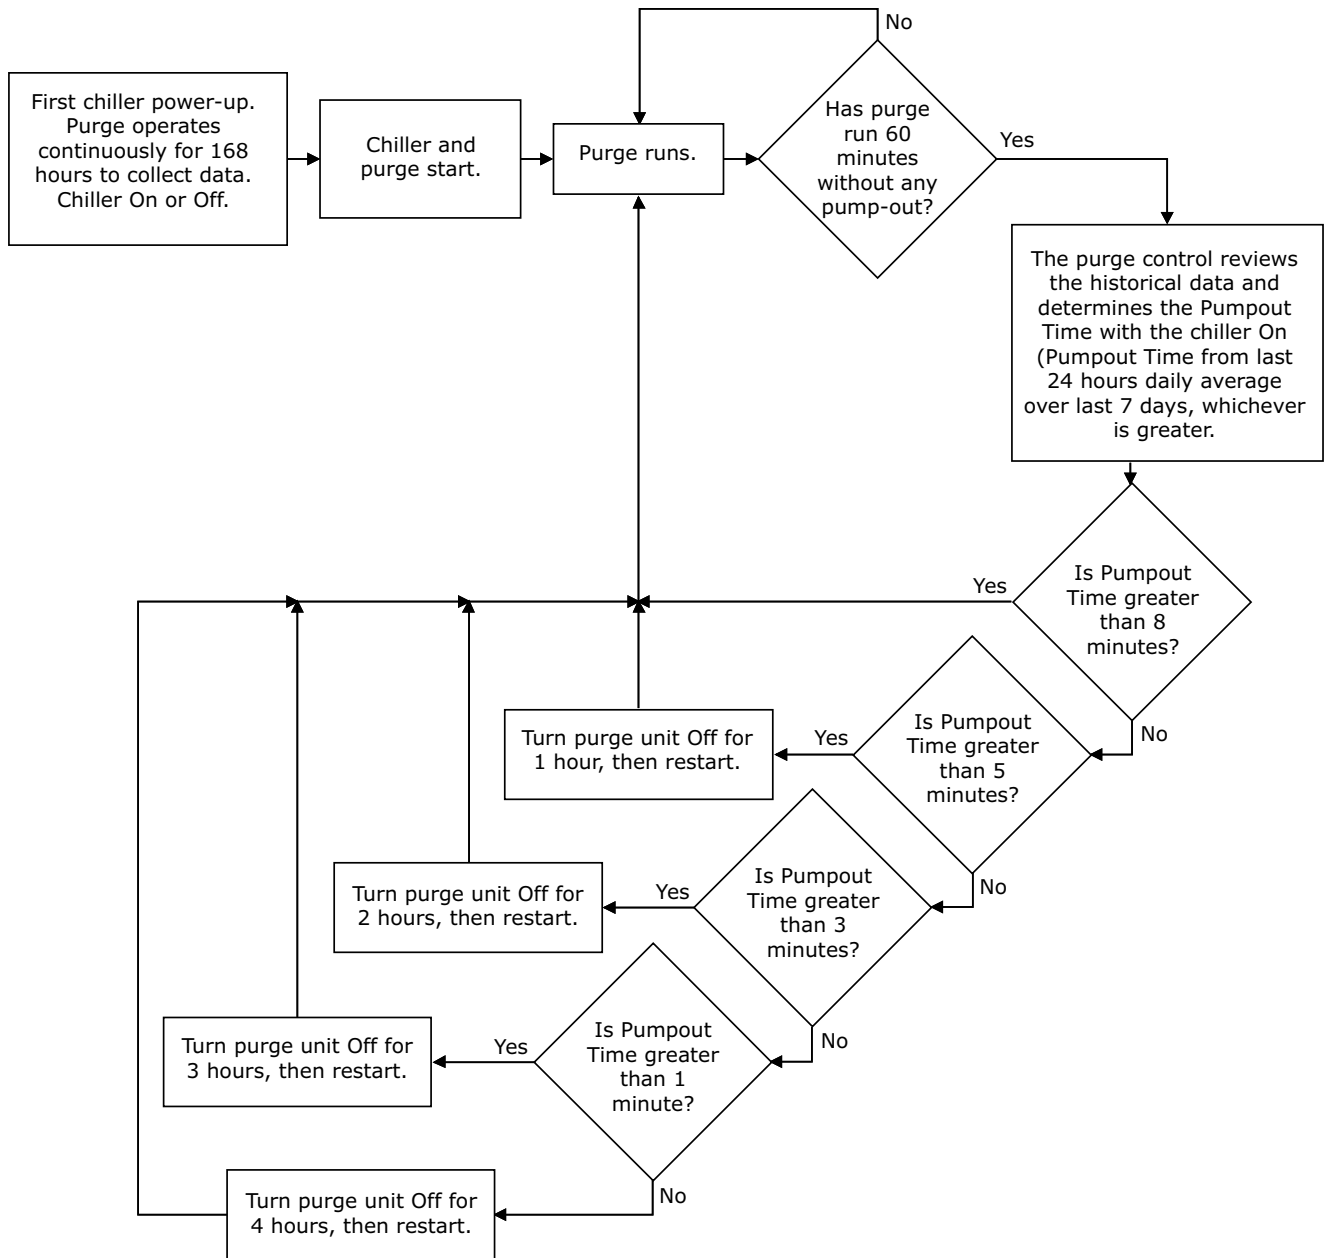 No
First chiller power-up.
Purge operates
continuously for 168
hours to collect data.
Chiller On or Off.
Chiller and
purge start.
Purge runs.
Has purge
run 60
minutes
without any
pump-out?
Yes
The purge control reviews
the historical data and
determines the Pumpout
Time with the chiller On
(Pumpout Time from last
24 hours daily average
over last 7 days, whichever
is greater.
Is Pumpout
Time greater
than 8
minutes?
Yes
No
Is Pumpout
Time greater
than 5
minutes?
Yes
Turn purge unit Off for
1 hour, then restart.
No
Is Pumpout
Time greater
than 3
minutes?
Yes
Turn purge unit Off for
2 hours, then restart.
No
Is Pumpout
Time greater
than 1
minute?
Yes
Turn purge unit Off for
3 hours, then restart.
No
Turn purge unit Off for
4 hours, then restart.